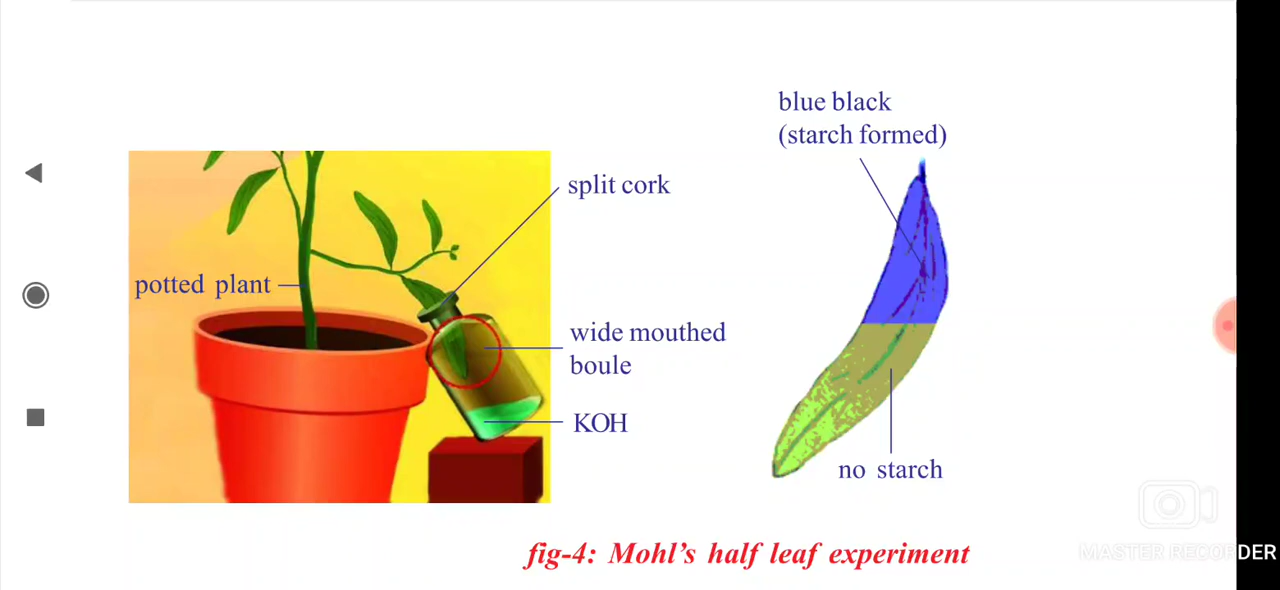 blue black
(starch formed)
split cork
potted plant
wide mouthed
boule
KOH
no starch
fig-4: Mohl's half leaf experiment
MASTER RECORDER